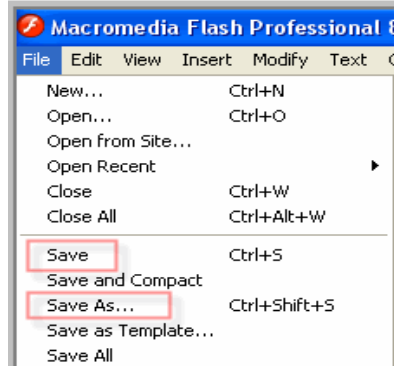 Macromedia Flash Professional 8
File Edit View Insert Modify Text
New... Ctrl+N
Open... Ctrl+O
Open from Site...
Open Recent
Close Ctrl+W
Close All Ctrl+Alt+W
Save Ctrl+S
Save and Compact
Save As... Ctrl+Shift+S
Save as Template...
Save All